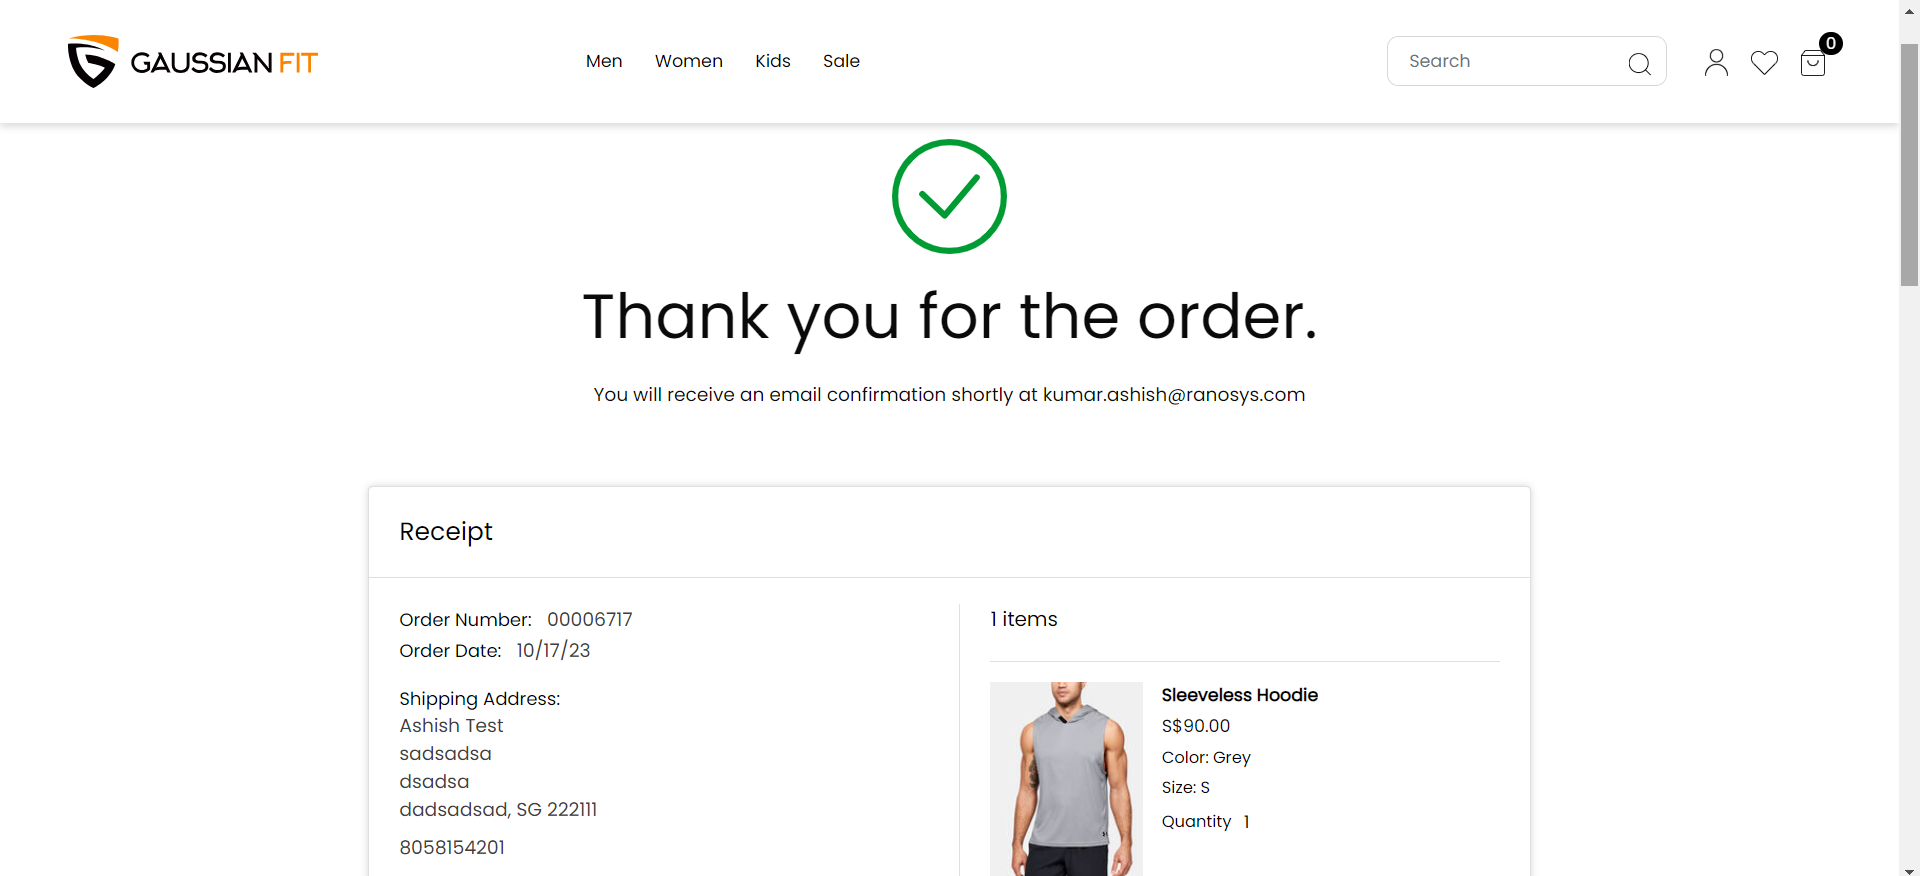 GAUSSIAN FIT
Men Women Kids Sale
Search
0
Thank you for the order.
You will receive an email confirmation shortly at kumar.ashish@ranosys.com
Receipt
Order Number: 00006717
Order Date: 10/17/23
Shipping Address:
Ashish Test
sadsadsa
dsadsa
dadsadsad, SG 222111
8058154201
1 items
Sleeveless Hoodie
S$90.00
Color: Grey
Size: S
Quantity 1